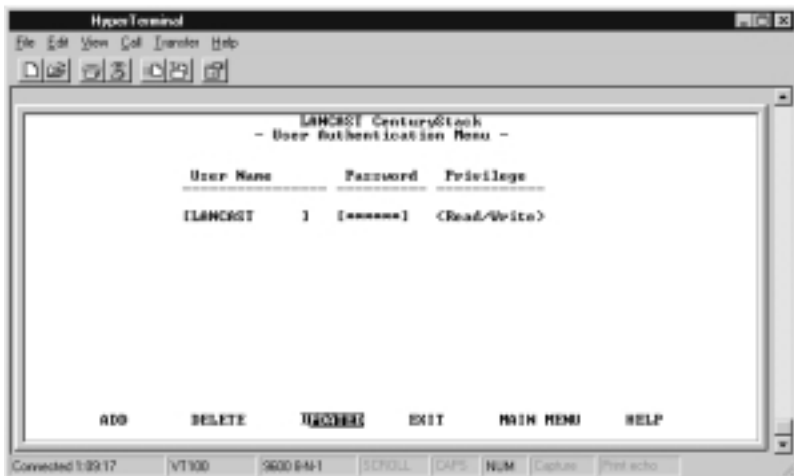 HyperTerminal
File Edit View Call Transfer Help
LANCAST CenturyStack
- User Authentication Menu -
User Name Password Privilege
[LANCAST ] [******] <Read/Write>
ADD DELETE UPDATED EXIT MAIN MENU HELP
Connected 1:09:17 VT100 9600 8-N-1 SCROLL CAPS NUM Capture Print echo